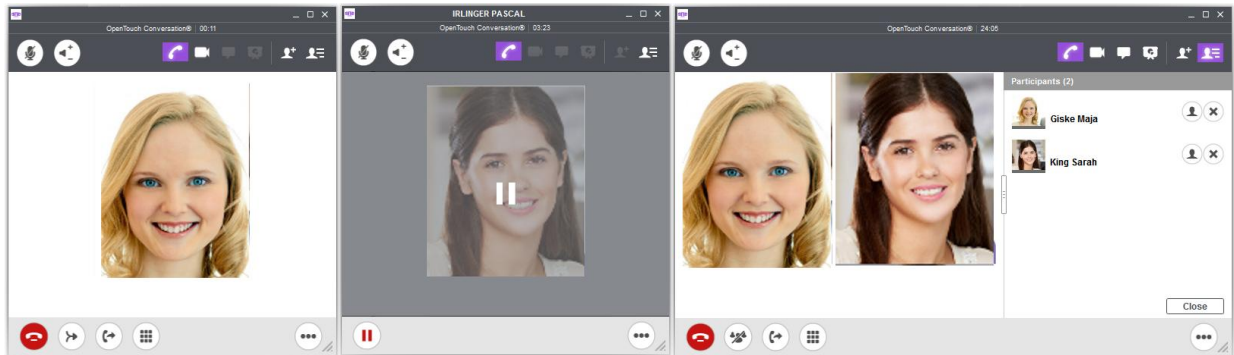 OpenTouch Conversation® | 00:11
IRLINGER PASCAL
OpenTouch Conversation® | 03:23
OpenTouch Conversation® | 24:05
Participants (2)
Giske Maja
King Sarah
Close